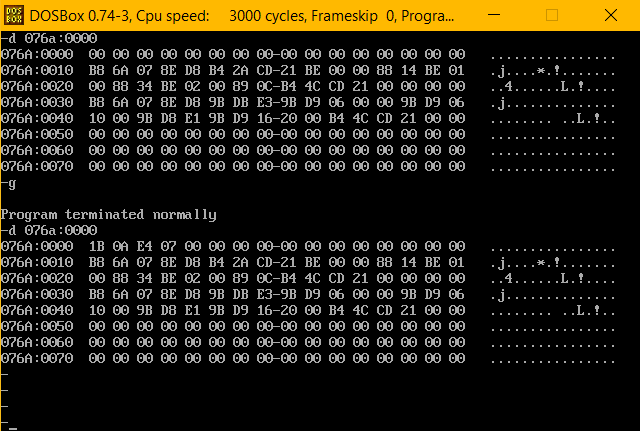 DOS
BOX
DOSBox 0.74-3, Cpu speed:    3000 cycles, Frameskip  0, Progra...
-d 076a:0000
076A:0000  00 00 00 00 00 00 00 00-00 00 00 00 00 00 00 00   ................
076A:0010  B8 6A 07 8E D8 B4 2A CD-21 BE 00 00 88 14 BE 01   .j....*.!.......
076A:0020  00 88 34 BE 02 00 89 0C-B4 4C CD 21 00 00 00 00   ..4......L.!....
076A:0030  B8 6A 07 8E D8 9B DB E3-9B D9 06 00 00 9B D9 06   .j..............
076A:0040  10 00 9B D8 E1 9B D9 16-20 00 B4 4C CD 21 00 00   ........ ..L.!..
076A:0050  00 00 00 00 00 00 00 00-00 00 00 00 00 00 00 00   ................
076A:0060  00 00 00 00 00 00 00 00-00 00 00 00 00 00 00 00   ................
076A:0070  00 00 00 00 00 00 00 00-00 00 00 00 00 00 00 00   ................
-g
Program terminated normally
-d 076a:0000
076A:0000  1B 0A E4 07 00 00 00 00-00 00 00 00 00 00 00 00   ................
076A:0010  B8 6A 07 8E D8 B4 2A CD-21 BE 00 00 88 14 BE 01   .j....*.!.......
076A:0020  00 88 34 BE 02 00 89 0C-B4 4C CD 21 00 00 00 00   ..4......L.!....
076A:0030  B8 6A 07 8E D8 9B DB E3-9B D9 06 00 00 9B D9 06   .j..............
076A:0040  10 00 9B D8 E1 9B D9 16-20 00 B4 4C CD 21 00 00   ........ ..L.!..
076A:0050  00 00 00 00 00 00 00 00-00 00 00 00 00 00 00 00   ................
076A:0060  00 00 00 00 00 00 00 00-00 00 00 00 00 00 00 00   ................
076A:0070  00 00 00 00 00 00 00 00-00 00 00 00 00 00 00 00   ................
-
-
-
-_